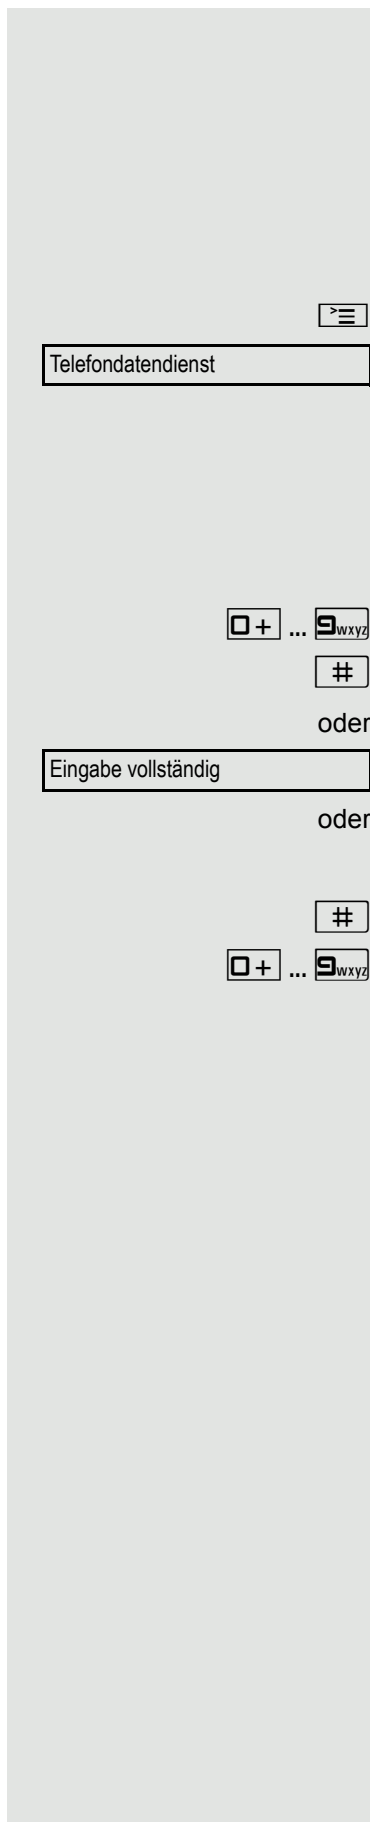 >
Telefondatendienst
0 + ... 9wxyz
#
oder
Eingabe vollständig
oder
#
0 + ... 9wxyz